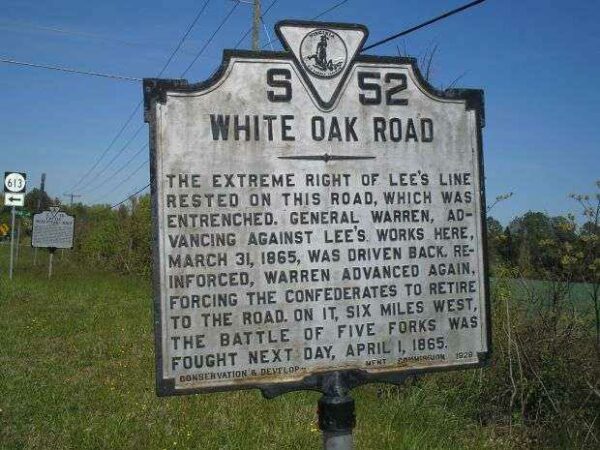 S 52
WHITE OAK ROAD
THE EXTREME RIGHT OF LEE'S LINE
RESTED ON THIS ROAD, WHICH WAS
ENTRENCHED. GENERAL WARREN, AD-
VANCING AGAINST LEE'S WORKS HERE,
MARCH 31, 1865, WAS DRIVEN BACK. RE-
INFORCED, WARREN ADVANCED AGAIN,
FORCING THE CONFEDERATES TO RETIRE
TO THE ROAD. ON IT, SIX MILES WEST,
THE BATTLE OF FIVE FORKS WAS
FOUGHT NEXT DAY, APRIL 1, 1865.
CONSERVATION & DEVELOP- MENT COMMISSION 1929
613